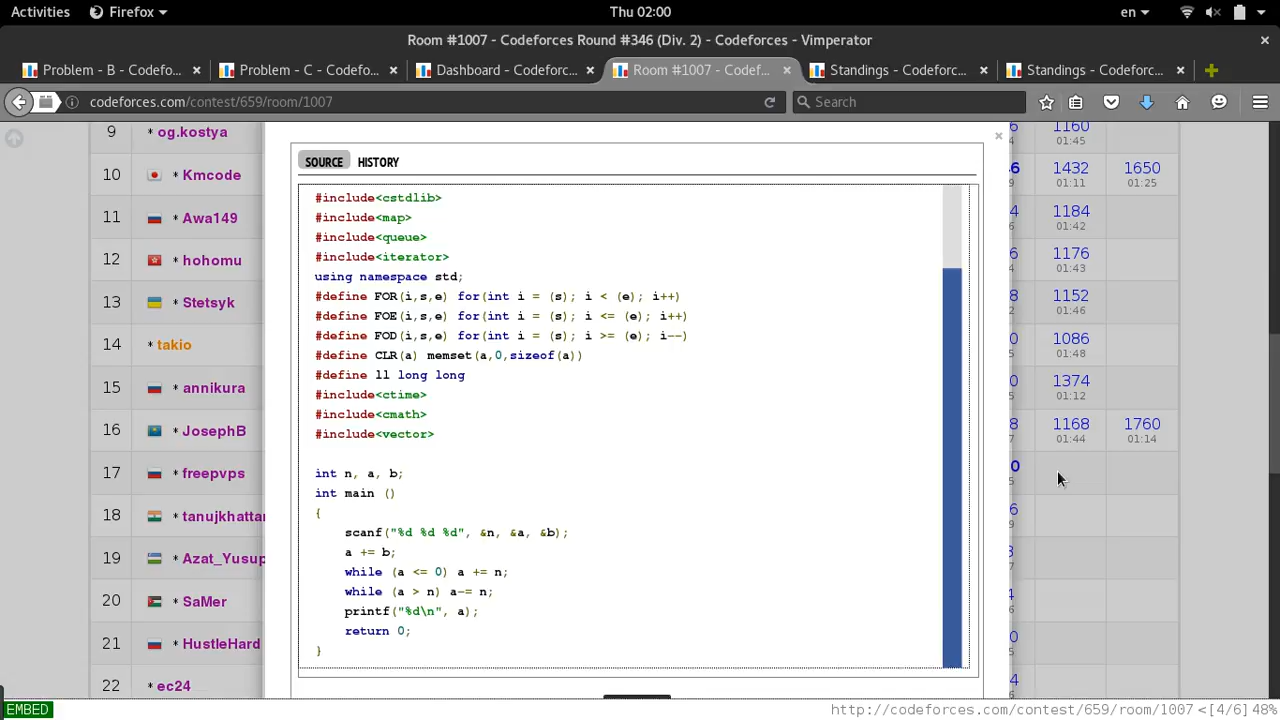 Activities Firefox Thu 02:00 en
Room #1007 - Codeforces Round #346 (Div. 2) - Codeforces - Vimperator
Problem - B - Codefo... Problem - C - Codefo... Dashboard - Codeforc... Room #1007 - Codef... Standings - Codeforc... Standings - Codeforc...
codeforces.com/contest/659/room/1007 Search
SOURCE HISTORY
#include<cstdlib>
#include<map>
#include<queue>
#include<iterator>
using namespace std;
#define FOR(i,s,e) for(int i = (s); i < (e); i++)
#define FOE(i,s,e) for(int i = (s); i <= (e); i++)
#define FOD(i,s,e) for(int i = (s); i >= (e); i--)
#define CLR(a) memset(a,0,sizeof(a))
#define ll long long
#include<ctime>
#include<cmath>
#include<vector>
int n, a, b;
int main ()
{
scanf("%d %d %d", &n, &a, &b);
a += b;
while (a <= 0) a += n;
while (a > n) a-= n;
printf("%d\n", a);
return 0;
}
9 * og.kostya 1160
01:45
10 * Kmcode 1432 1650
01:11 01:25
11 * Awa149 1184
01:42
12 * hohomu 1176
01:43
13 * Stetsyk 1152
01:46
14 * takio 1086
01:48
15 * annikura 1374
01:12
16 * JosephB 1168 1760
01:44 01:14
17 * freepvps
18 * tanujkhattar
19 * Azat_Yusup
20 * SaMer
21 * HustleHard
22 * ec24
EMBED http://codeforces.com/contest/659/room/1007 <[4/6] 48%